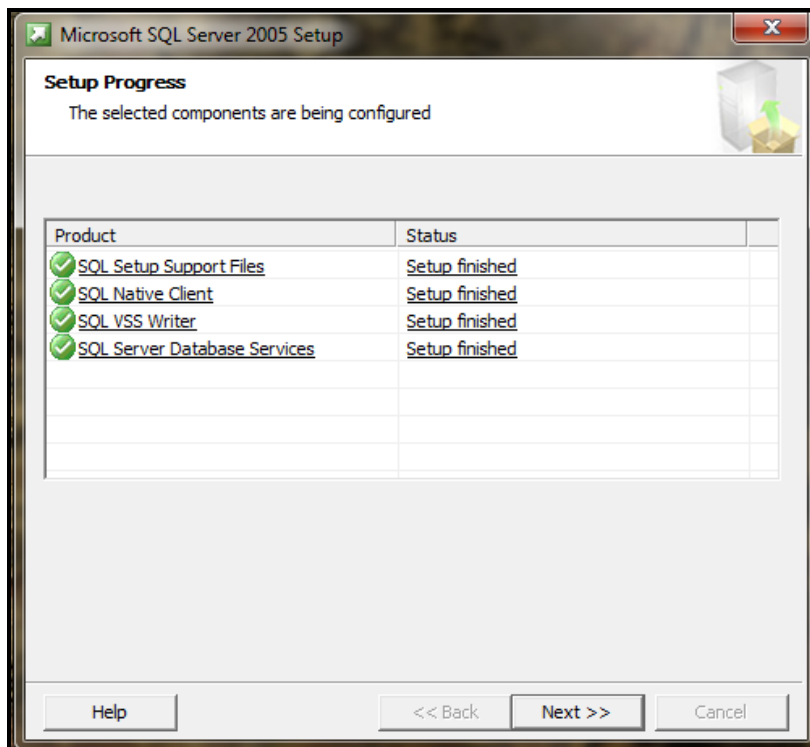 Microsoft SQL Server 2005 Setup
Setup Progress
The selected components are being configured
Product Status
SQL Setup Support Files Setup finished
SQL Native Client Setup finished
SQL VSS Writer Setup finished
SQL Server Database Services Setup finished
Help << Back Next >> Cancel